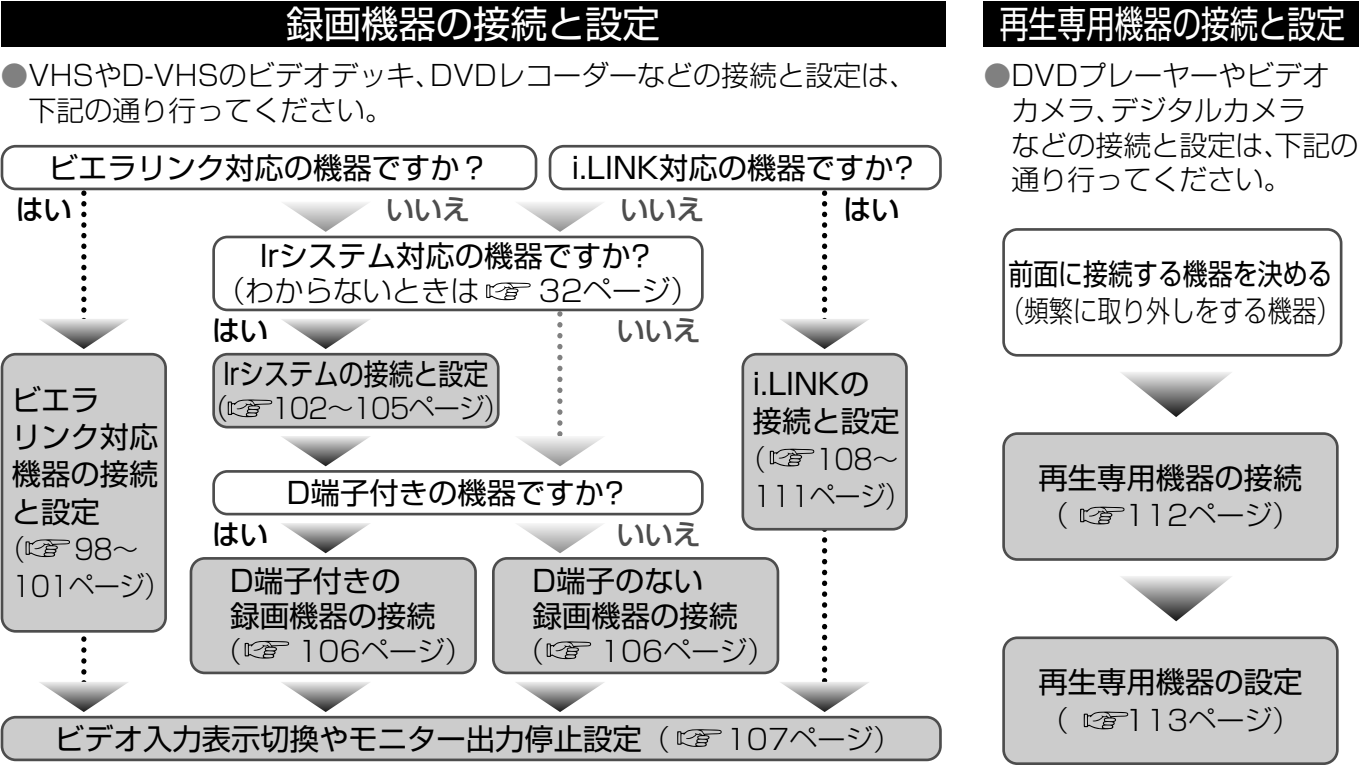 録画機器の接続と設定
●VHSやD-VHSのビデオデッキ、DVDレコーダーなどの接続と設定は、
下記の通り行ってください。
ビエラリンク対応の機器ですか？
i.LINK対応の機器ですか?
はい
いいえ
いいえ
はい
Irシステム対応の機器ですか?
（わからないときは ☞ 32ページ）
はい
いいえ
ビエラ
リンク対応
機器の接続
と設定
(☞98～
101ページ)
Irシステムの接続と設定
(☞102～105ページ)
i.LINKの
接続と設定
(☞108～
111ページ)
D端子付きの機器ですか?
はい
いいえ
D端子付きの
録画機器の接続
(☞ 106ページ)
D端子のない
録画機器の接続
(☞ 106ページ)
ビデオ入力表示切換やモニター出力停止設定（☞107ページ）
再生専用機器の接続と設定
●DVDプレーヤーやビデオ
カメラ、デジタルカメラ
などの接続と設定は、下記の
通り行ってください。
前面に接続する機器を決める
（頻繁に取り外しをする機器）
再生専用機器の接続
( ☞112ページ)
再生専用機器の設定
( ☞113ページ)